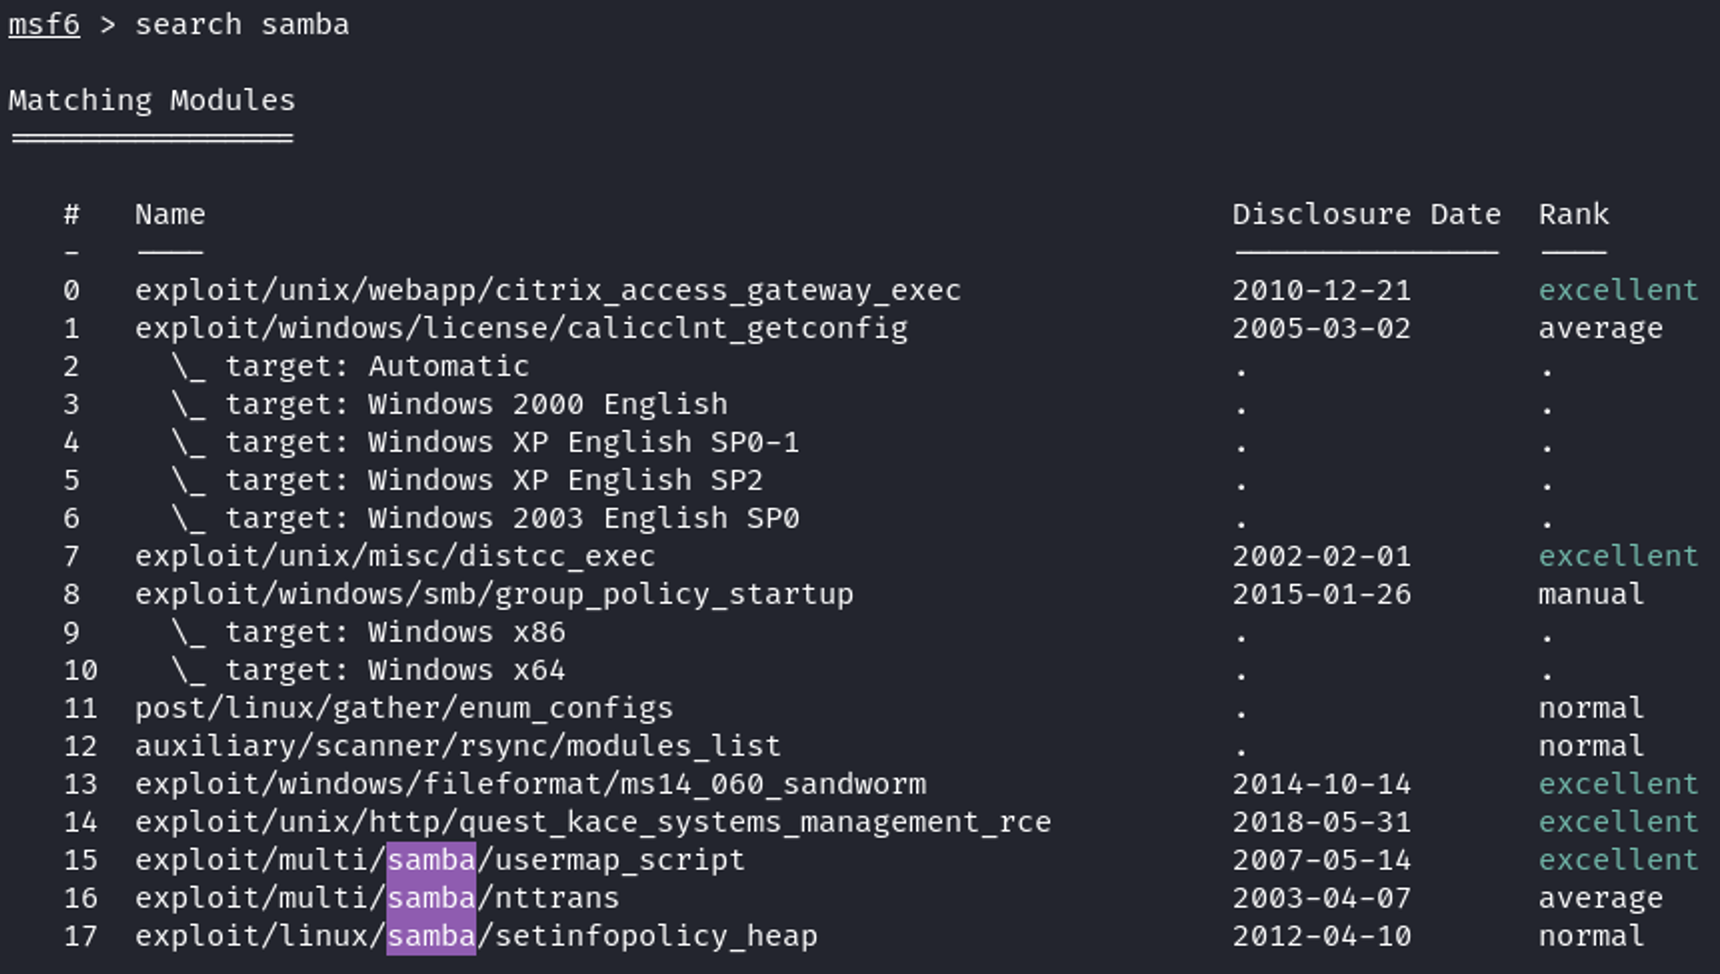 msf6 > search samba
Matching Modules
================
# Name Disclosure Date Rank
- ---- --------------- ----
0 exploit/unix/webapp/citrix_access_gateway_exec 2010-12-21 excellent
1 exploit/windows/license/calicclnt_getconfig 2005-03-02 average
2 \_ target: Automatic . .
3 \_ target: Windows 2000 English . .
4 \_ target: Windows XP English SP0-1 . .
5 \_ target: Windows XP English SP2 . .
6 \_ target: Windows 2003 English SP0 . .
7 exploit/unix/misc/distcc_exec 2002-02-01 excellent
8 exploit/windows/smb/group_policy_startup 2015-01-26 manual
9 \_ target: Windows x86 . .
10 \_ target: Windows x64 . .
11 post/linux/gather/enum_configs . normal
12 auxiliary/scanner/rsync/modules_list . normal
13 exploit/windows/fileformat/ms14_060_sandworm 2014-10-14 excellent
14 exploit/unix/http/quest_kace_systems_management_rce 2018-05-31 excellent
15 exploit/multi/samba/usermap_script 2007-05-14 excellent
16 exploit/multi/samba/nttrans 2003-04-07 average
17 exploit/linux/samba/setinfopolicy_heap 2012-04-10 normal